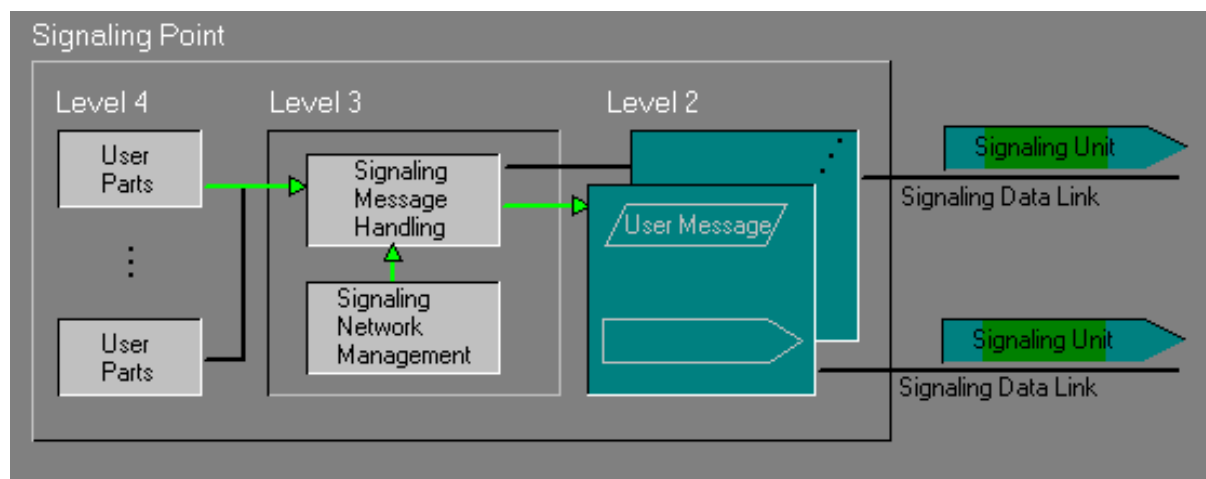 Signaling Point
Level 4
Level 3
Level 2
User
Parts
User
Parts
Signaling
Message
Handling
Signaling
Network
Management
User Message
Signaling Unit
Signaling Data Link
Signaling Unit
Signaling Data Link